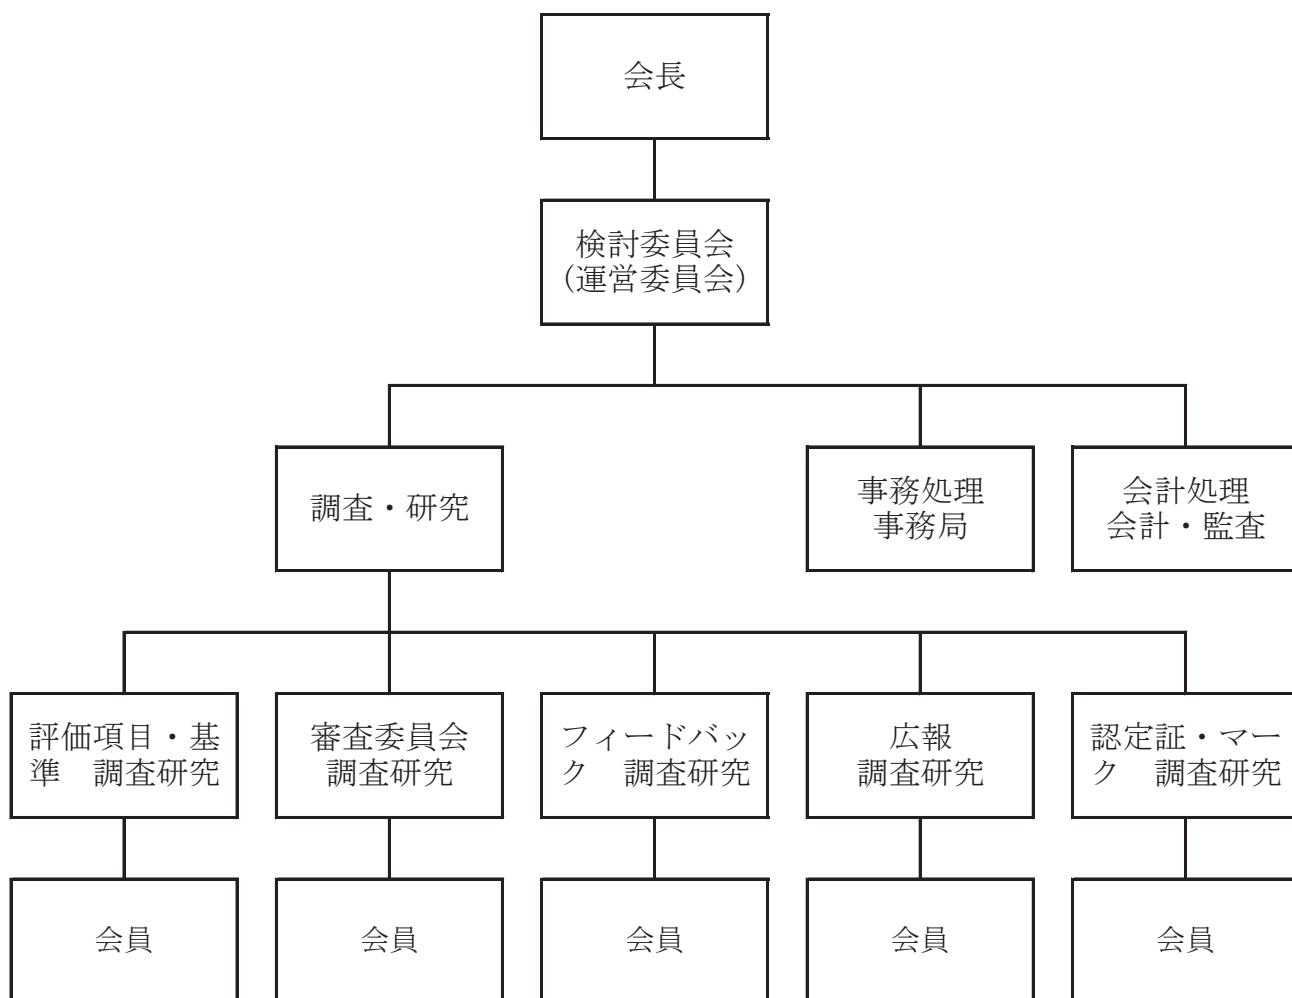 会長
検討委員会
(運営委員会)
調査・研究
事務処理
事務局
会計処理
会計・監査
評価項目・基
準　調査研究
審査委員会
調査研究
フィードバッ
ク　調査研究
広報
調査研究
認定証・マー
ク　調査研究
会員
会員
会員
会員
会員